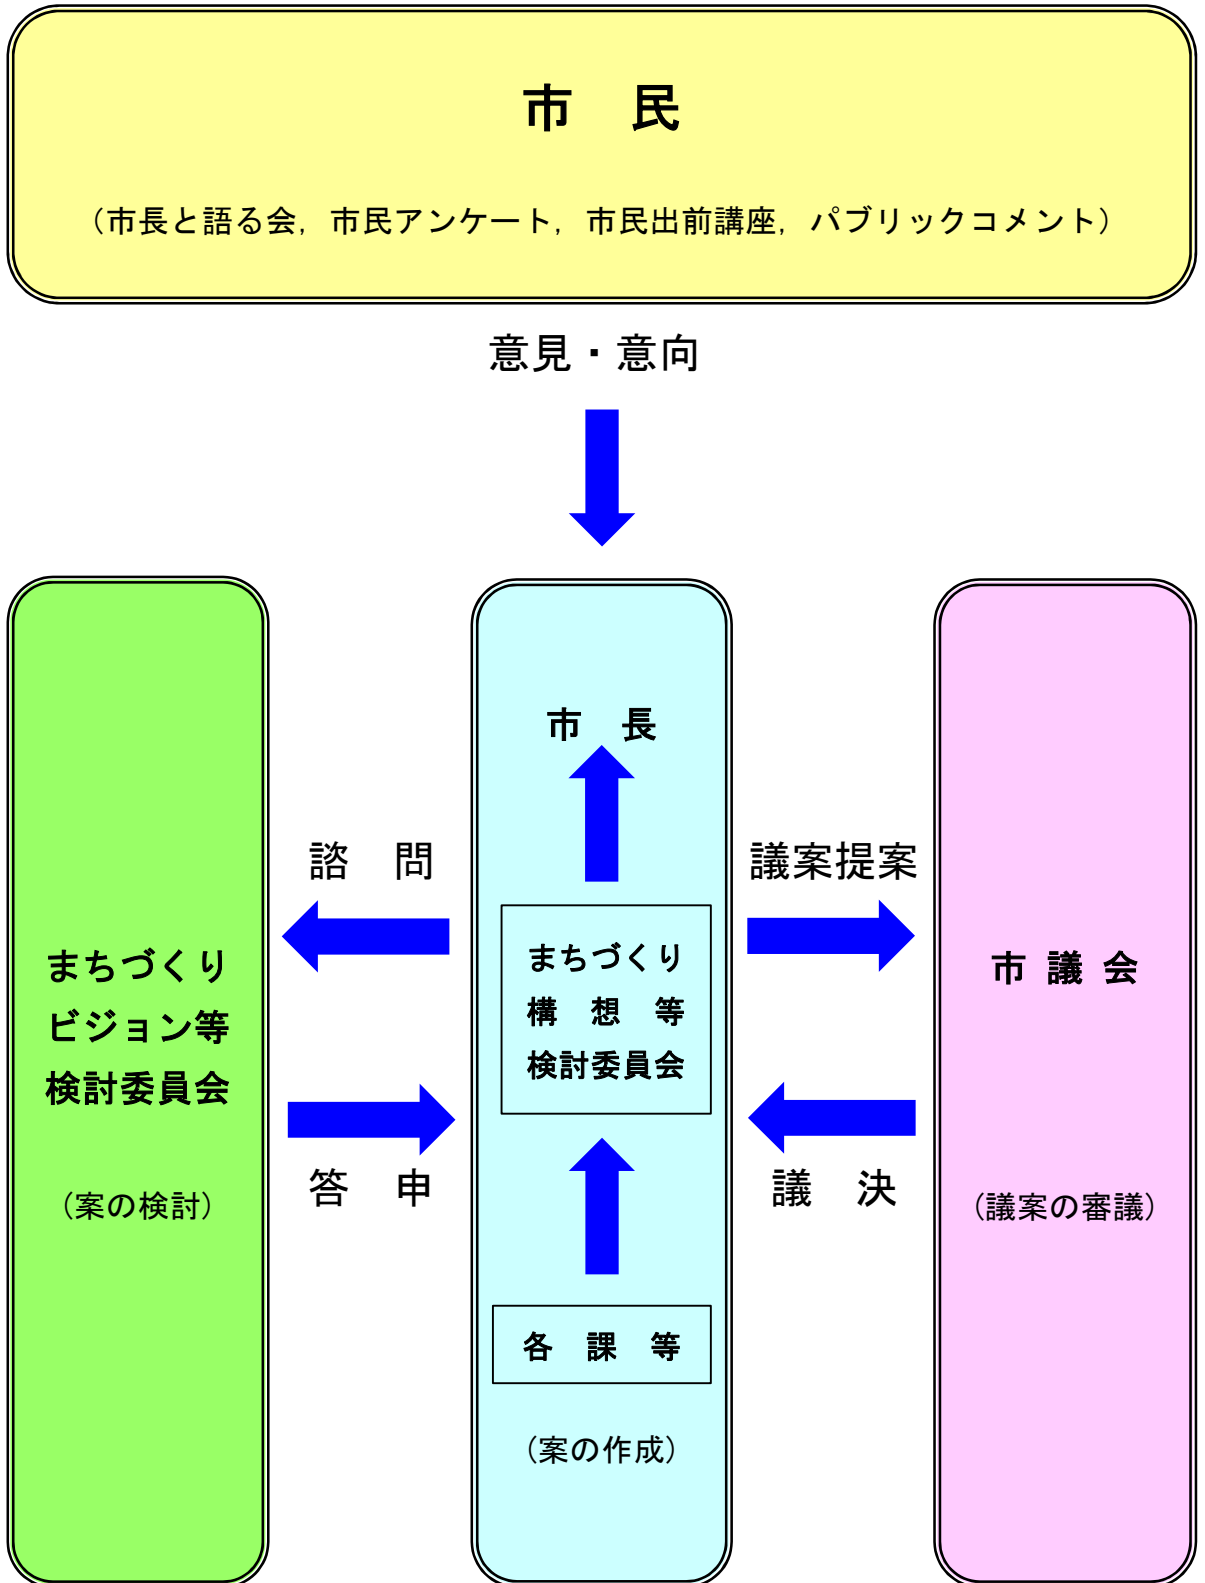 市　民
（市長と語る会，市民アンケート，市民出前講座，パブリックコメント）
意見・意向
まちづくり
ビジョン等
検討委員会
（案の検討）
諮　問
答　申
市　長
まちづくり
構　想　等
検討委員会
各　課　等
（案の作成）
議案提案
議　決
市 議 会
（議案の審議）